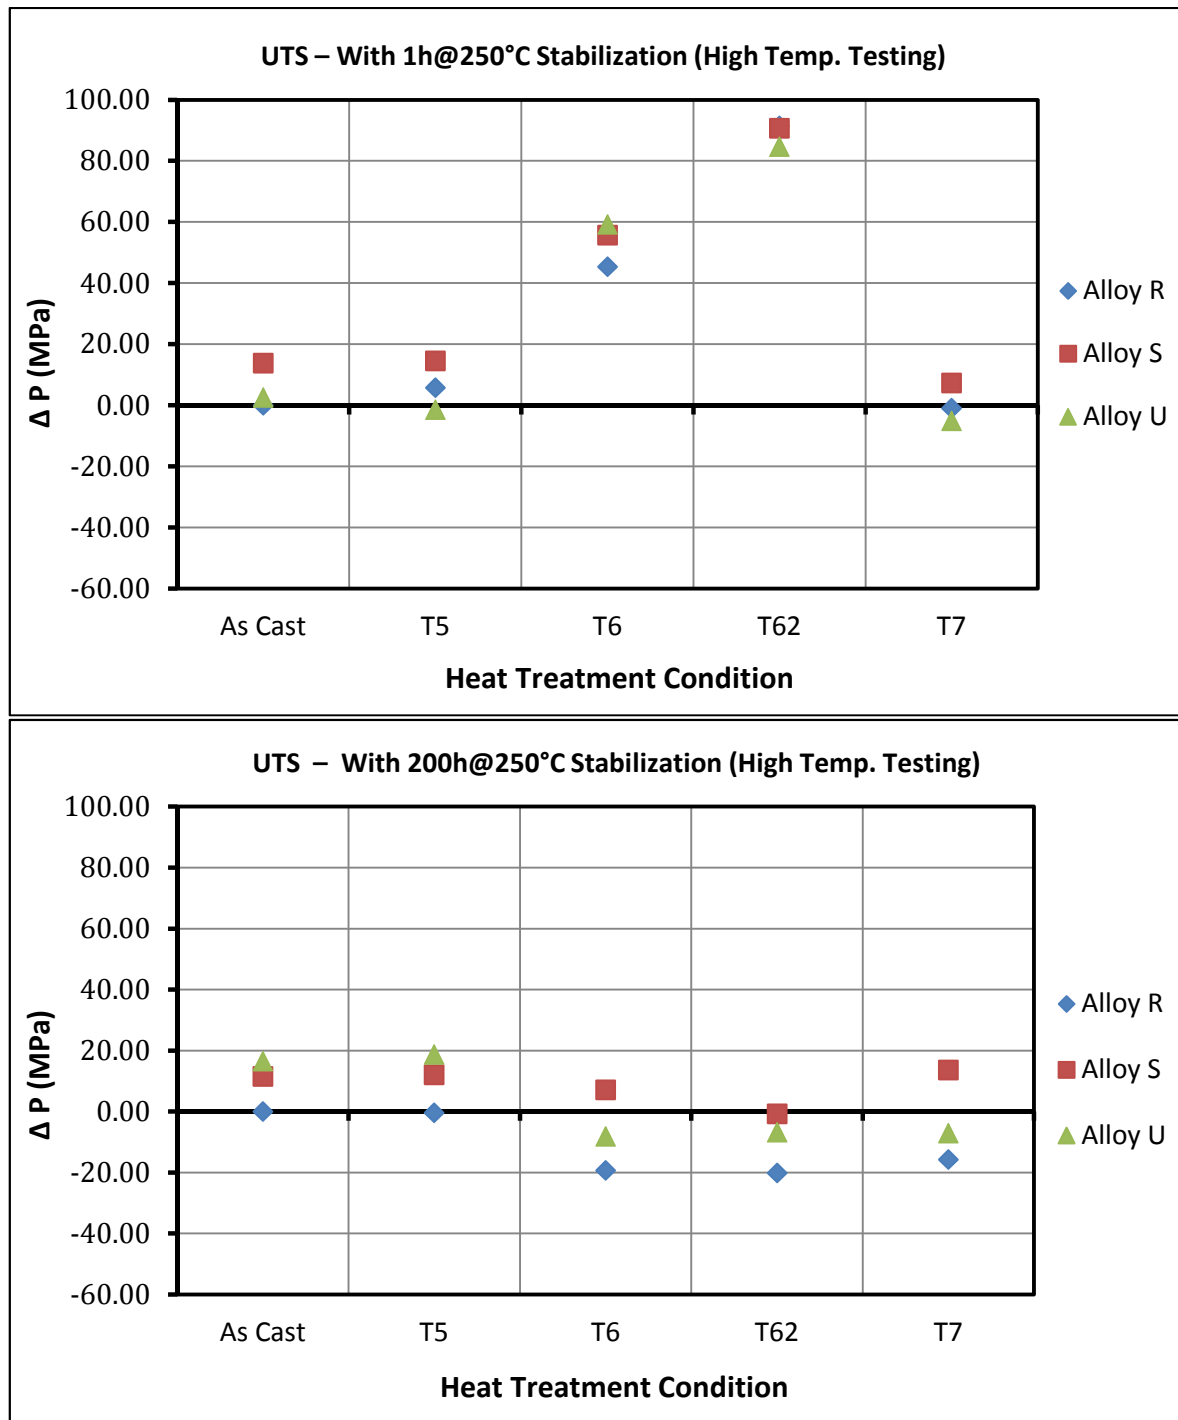 UTS – With 1h@250°C Stabilization (High Temp. Testing)
100.00
80.00
60.00
40.00
20.00
0.00
-20.00
-40.00
-60.00
Δ P (MPa)
As Cast T5 T6 T62 T7
Heat Treatment Condition
Alloy R
Alloy S
Alloy U
UTS – With 200h@250°C Stabilization (High Temp. Testing)
100.00
80.00
60.00
40.00
20.00
0.00
-20.00
-40.00
-60.00
Δ P (MPa)
As Cast T5 T6 T62 T7
Heat Treatment Condition
Alloy R
Alloy S
Alloy U